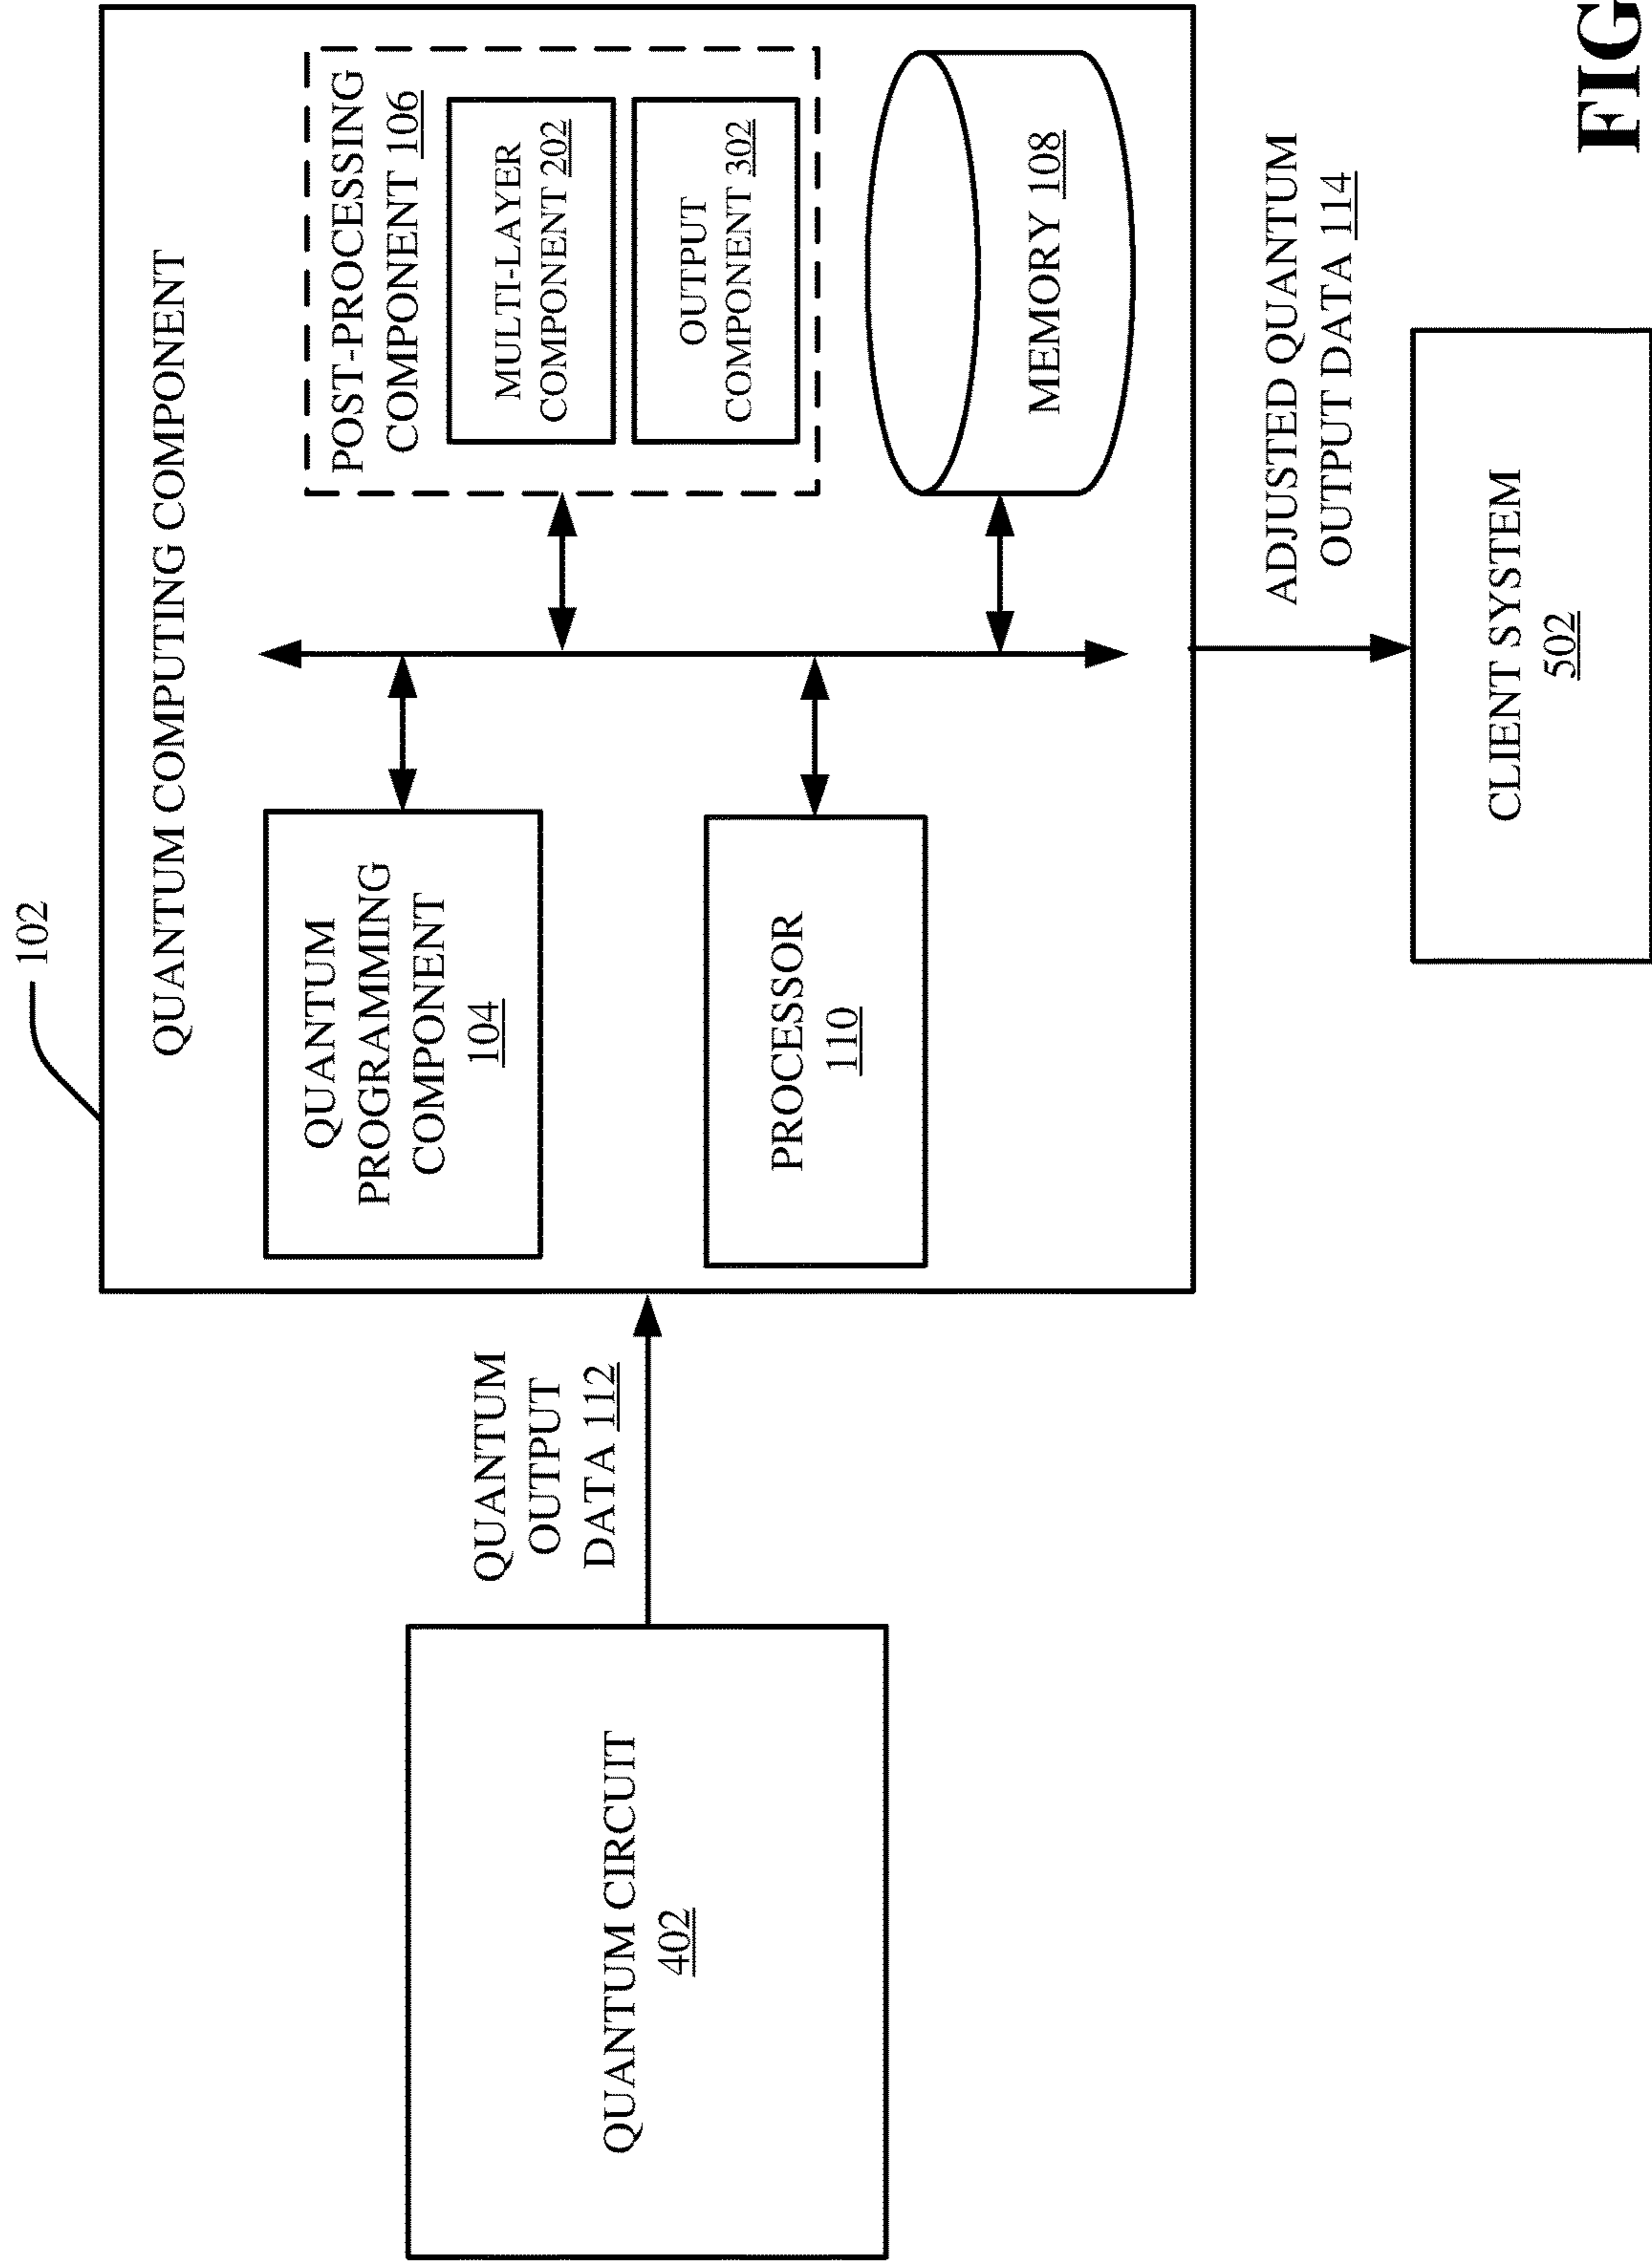 102
QUANTUM COMPUTING COMPONENT
QUANTUM
PROGRAMMING
COMPONENT
104
POST-PROCESSING
COMPONENT 106
MULTI-LAYER
COMPONENT 202
OUTPUT
COMPONENT 302
PROCESSOR
110
MEMORY 108
QUANTUM
OUTPUT
DATA 112
QUANTUM CIRCUIT
402
ADJUSTED QUANTUM
OUTPUT DATA 114
CLIENT SYSTEM
502
FIG